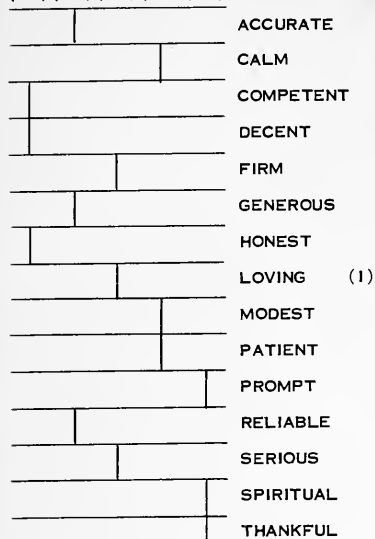 ACCURATE
CALM
COMPETENT
DECENT
FIRM
GENEROUS
HONEST
LOVING (1)
MODEST
PATIENT
PROMPT
RELIABLE
SERIOUS
SPIRITUAL
THANKFUL